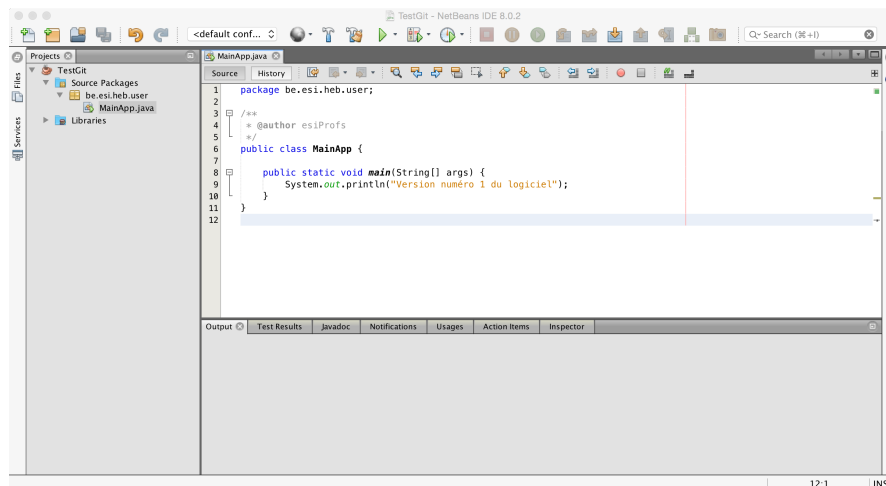 TestGit - NetBeans IDE 8.0.2
<default conf...
Search (⌘+I)
Projects
TestGit
Source Packages
be.esi.heb.user
MainApp.java
Libraries
Files
Services
MainApp.java
Source
History
1 package be.esi.heb.user;
2
3 /**
4 * @author esiProfs
5 */
6 public class MainApp {
7
8 public static void main(String[] args) {
9 System.out.println("Version numéro 1 du logiciel");
10 }
11 }
12
Output
Test Results
Javadoc
Notifications
Usages
Action Items
Inspector
12:1
INS